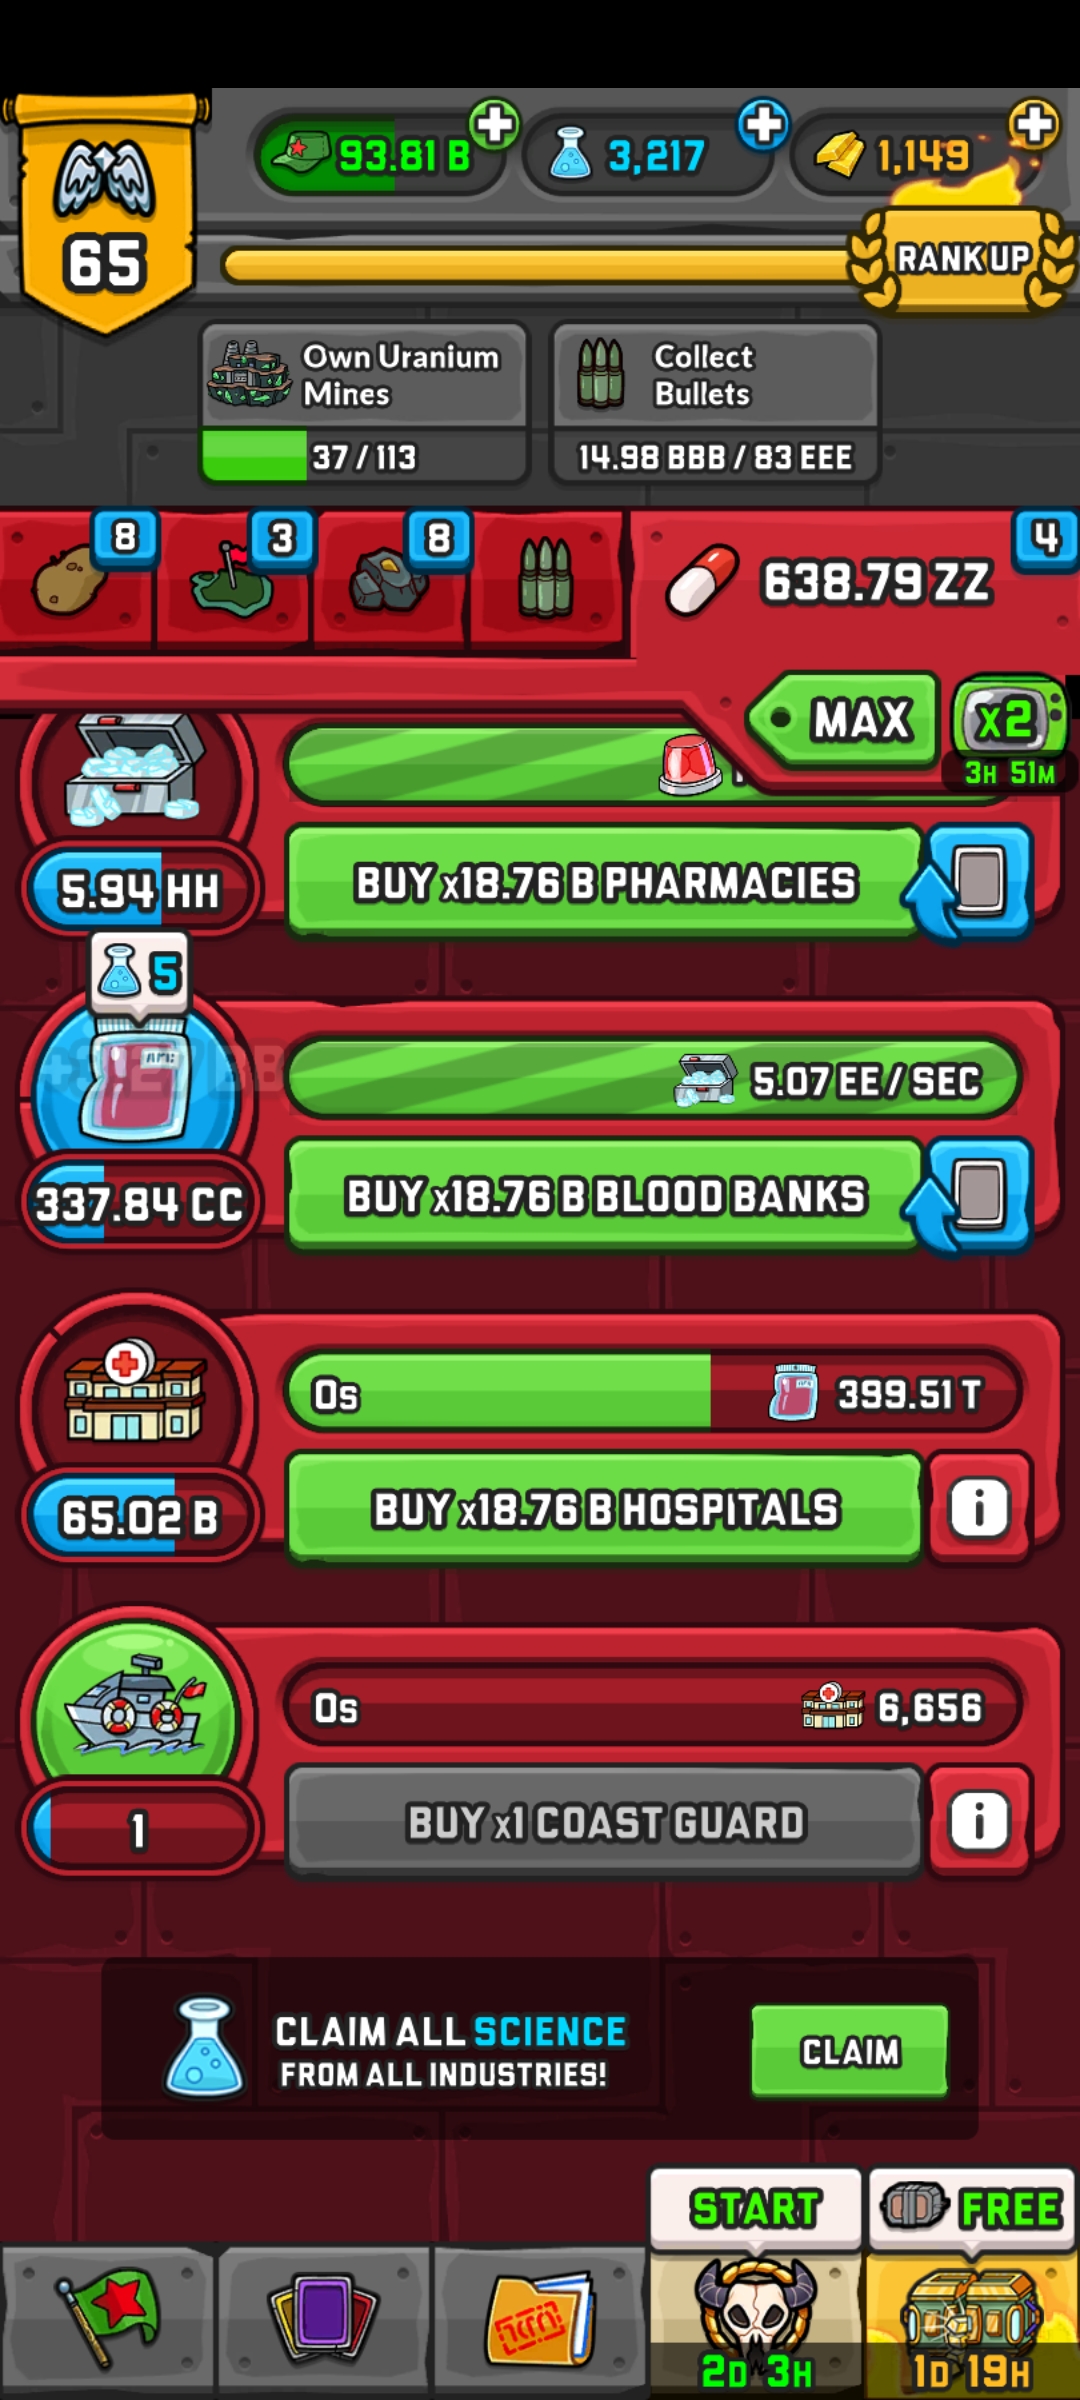 93.81 B
3,217
1,149
65
RANK UP
Own Uranium
Mines
Collect
Bullets
37 / 113
14.98 BBB / 83 EEE
8
3
8
4
638.79 ZZ
MAX
x2
3H 51M
5.94 HH
BUY x18.76 B PHARMACIES
5
5.07 EE / SEC
337.84 CC
BUY x18.76 B BLOOD BANKS
0s
399.51 T
65.02 B
BUY x18.76 B HOSPITALS
i
0s
6,656
1
BUY x1 COAST GUARD
i
CLAIM ALL SCIENCE
FROM ALL INDUSTRIES!
CLAIM
START
FREE
2D 3H
1D 19H